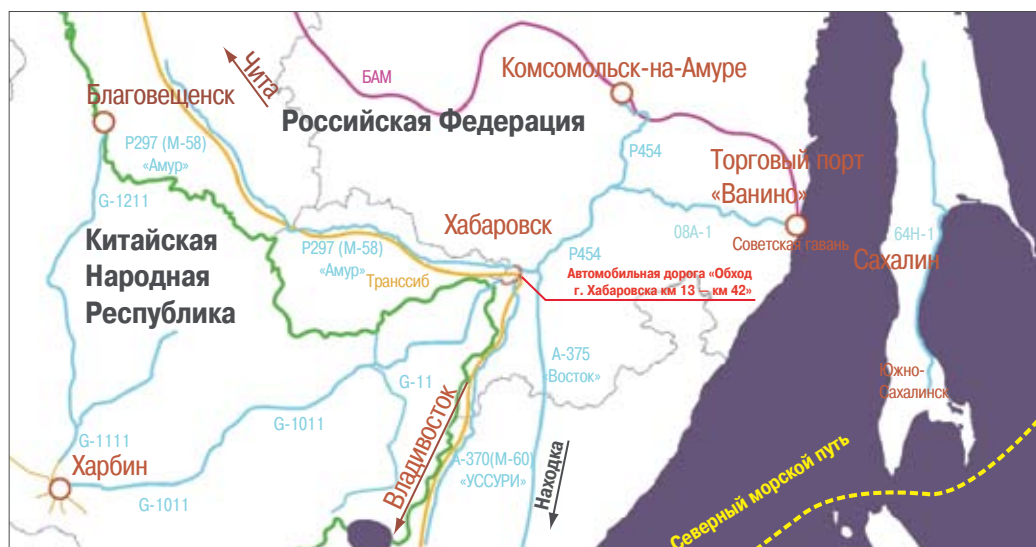 Чита
БАМ
Комсомольск-на-Амуре
Благовещенск
Российская Федерация
Р297 (М-58)
«Амур»
Р454
Торговый порт
«Ванино»
G-1211
Хабаровск
08А-1
Советская гавань
64Н-1
Сахалин
Китайская
Народная
Республика
Р297 (М-58)
«Амур»
Р454
Транссиб
Автомобильная дорога «Обход
г. Хабаровска км 13 – км 42»
А-375
«Восток»
G-11
Южно-
Сахалинск
Владивосток
G-1011
G-1111
Харбин
G-1011
А-370(М-60)
«УССУРИ»
Находка
Северный морской путь